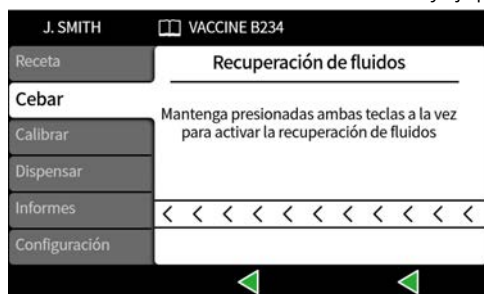 J. SMITH
VACCINE B234
Receta
Cebar
Calibrar
Dispensar
Informes
Configuración
Recuperación de fluidos
Mantenga presionadas ambas teclas a la vez
para activar la recuperación de fluidos
< < < < < < < < < < <